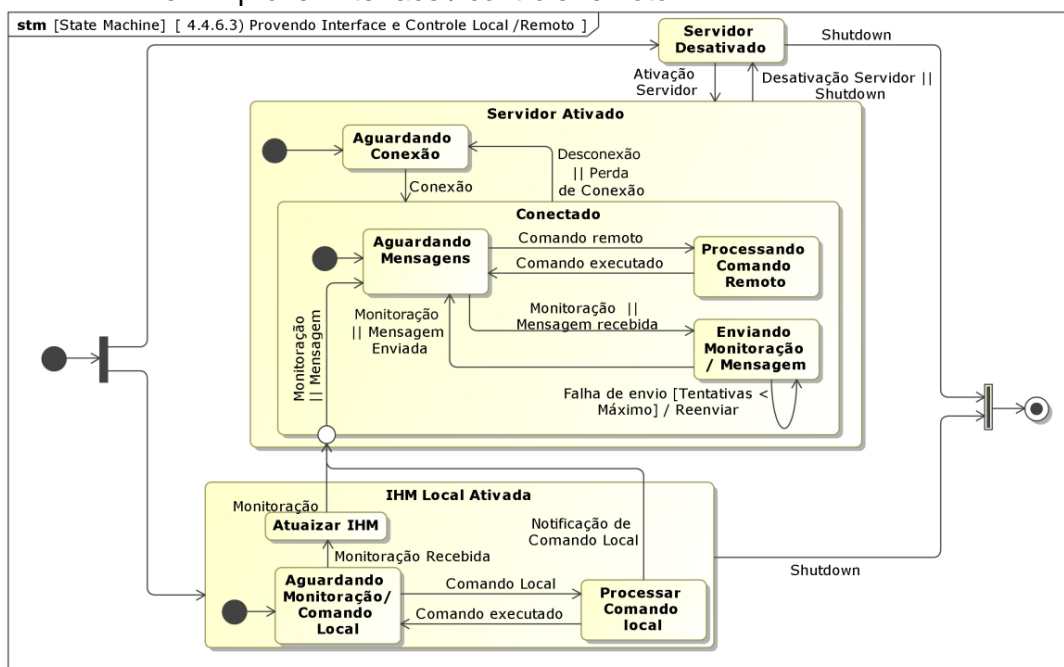 stm [State Machine] [ 4.4.6.3) Provendo Interface e Controle Local /Remoto ]
Servidor
Desativado
Shutdown
Ativação
Servidor
Desativação Servidor ||
Shutdown
Servidor Ativado
Aguardando
Conexão
Desconexão
|| Perda
de Conexão
Conexão
Conectado
Aguardando
Mensagens
Comando remoto
Comando executado
Processando
Comando
Remoto
Monitoração
|| Mensagem
Monitoração
|| Mensagem
Enviada
Monitoração ||
Mensagem recebida
Enviando
Monitoração
/ Mensagem
Falha de envio [Tentativas <
Máximo] / Reenviar
IHM Local Ativada
Monitoração
Atuaizar IHM
Notificação de
Comando Local
Monitoração Recebida
Aguardando
Monitoração/
Comando
Local
Comando Local
Comando executado
Processar
Comando
local
Shutdown